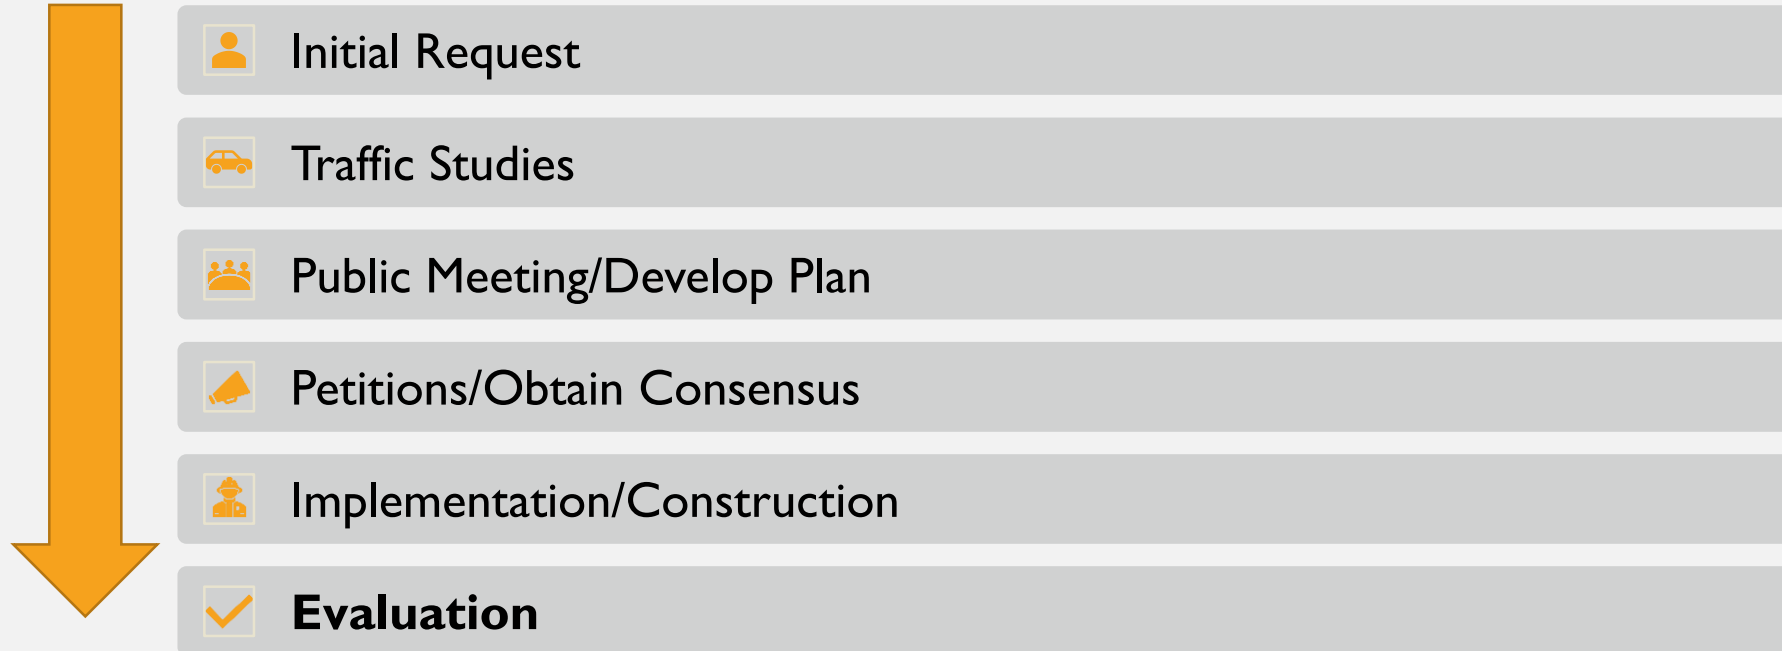 Initial Request
Traffic Studies
Public Meeting/Develop Plan
Petitions/Obtain Consensus
Implementation/Construction
Evaluation